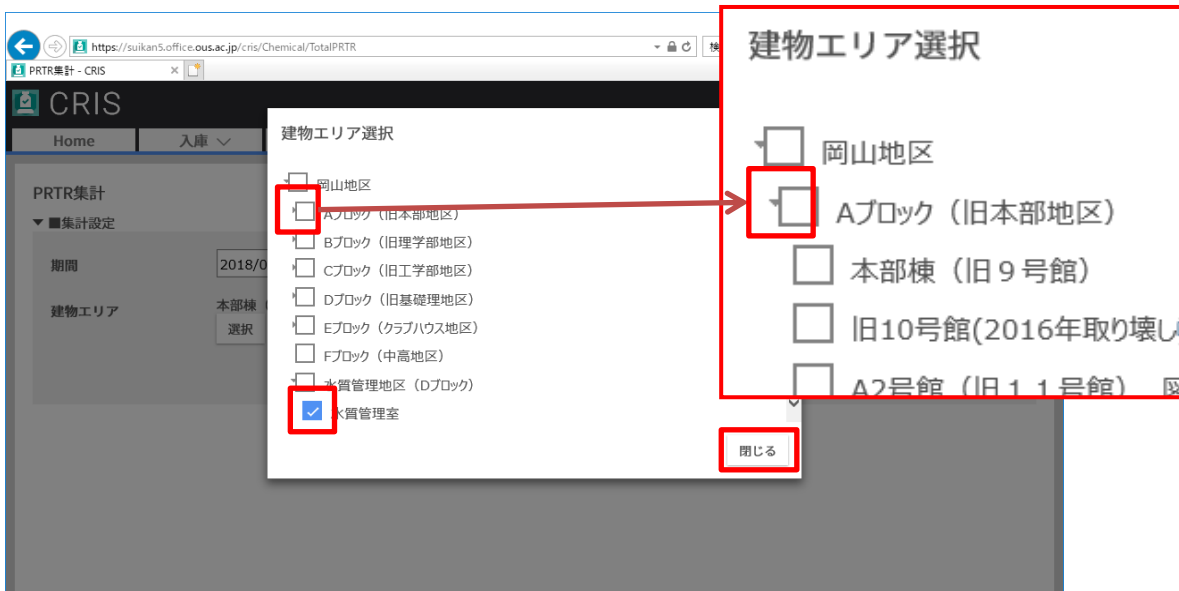 https://suikan5.office.ous.ac.jp/cris/Chemical/TotalPRTR
PRTR集計 - CRIS
CRIS
Home
入庫
PRTR集計
▼ ■集計設定
期間
2018/0
建物エリア
本部棟
選択
建物エリア選択
岡山地区
Aブロック（旧本部地区）
Bブロック（旧理学部地区）
Cブロック（旧工学部地区）
Dブロック（旧基礎理地区）
Eブロック（クラブハウス地区）
Fブロック（中高地区）
水質管理地区（Dブロック）
水質管理室
閉じる
建物エリア選択
岡山地区
Aブロック（旧本部地区）
本部棟（旧９号館）
旧10号館(2016年取り壊し
A2号館（旧１１号館）